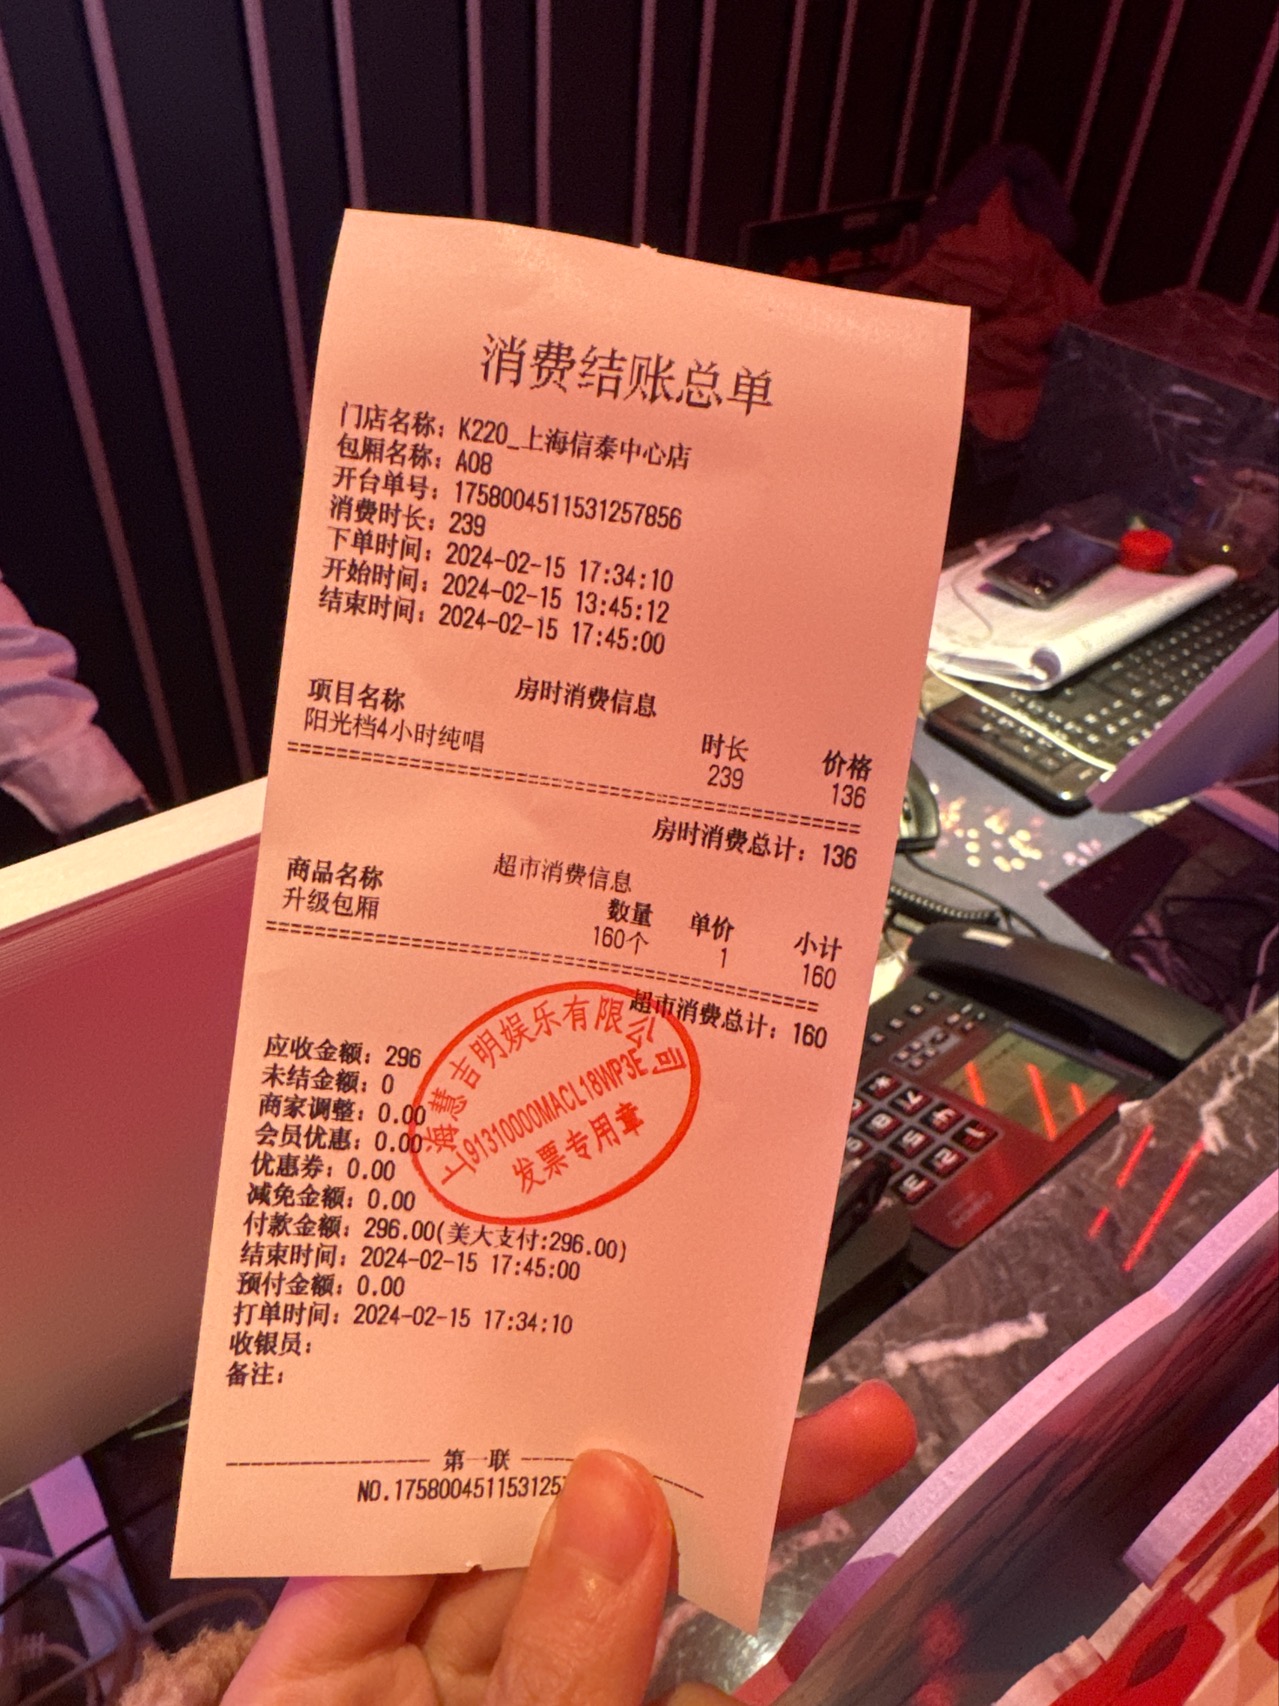 消费结账总单
门店名称：K220_上海信泰中心店
包厢名称：A08
开台单号：1758004511531257856
消费时长：239
下单时间：2024-02-15 17:34:10
开始时间：2024-02-15 13:45:12
结束时间：2024-02-15 17:45:00
房时消费信息
项目名称 时长 价格
阳光档4小时纯唱 239 136
房时消费总计：136
超市消费信息
商品名称 数量 单价 小计
升级包厢 160个 1 160
超市消费总计：160
应收金额：296
未结金额：0
商家调整：0.00
会员优惠：0.00
优惠券：0.00
减免金额：0.00
付款金额：296.00(美大支付:296.00)
结束时间：2024-02-15 17:45:00
预付金额：0.00
打单时间：2024-02-15 17:34:10
收银员：
备注：
上海慧吉明娱乐有限公司
91310000MACL18WP3E
发票专用章
第一联
NO.175800451153125